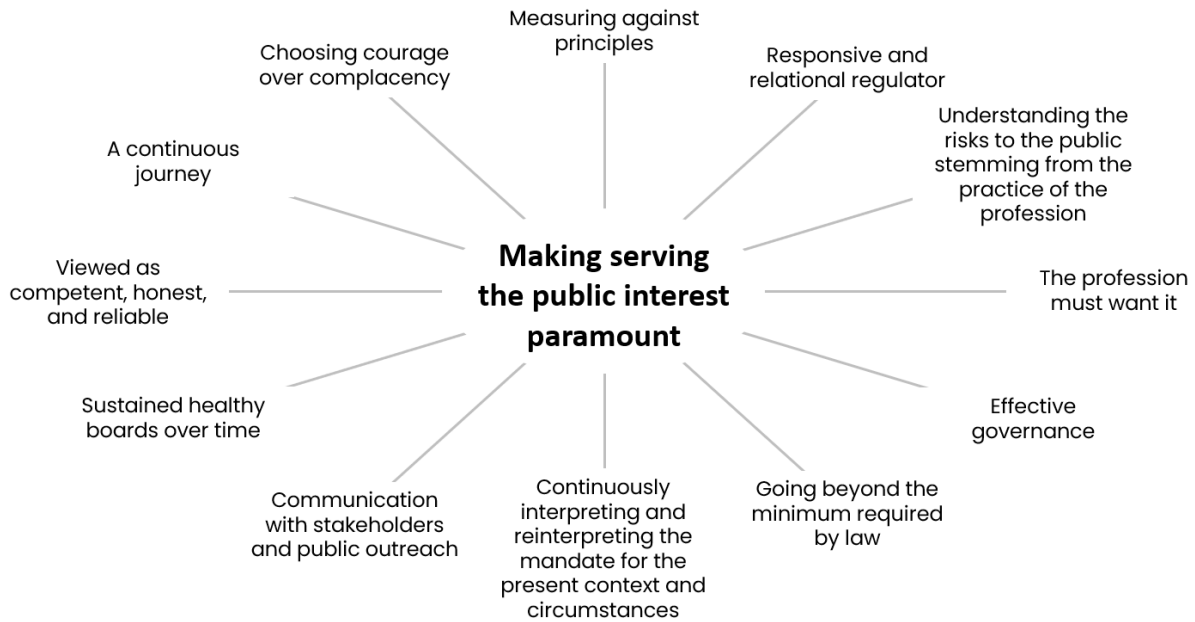 Measuring against
principles
Responsive and
relational regulator
Understanding the
risks to the public
stemming from the
practice of the
profession
The profession
must want it
Effective
governance
Going beyond the
minimum required
by law
Continuously
interpreting and
reinterpreting the
mandate for the
present context and
circumstances
Communication
with stakeholders
and public outreach
Sustained healthy
boards over time
Viewed as
competent, honest,
and reliable
A continuous
journey
Choosing courage
over complacency
Making serving
the public interest
paramount